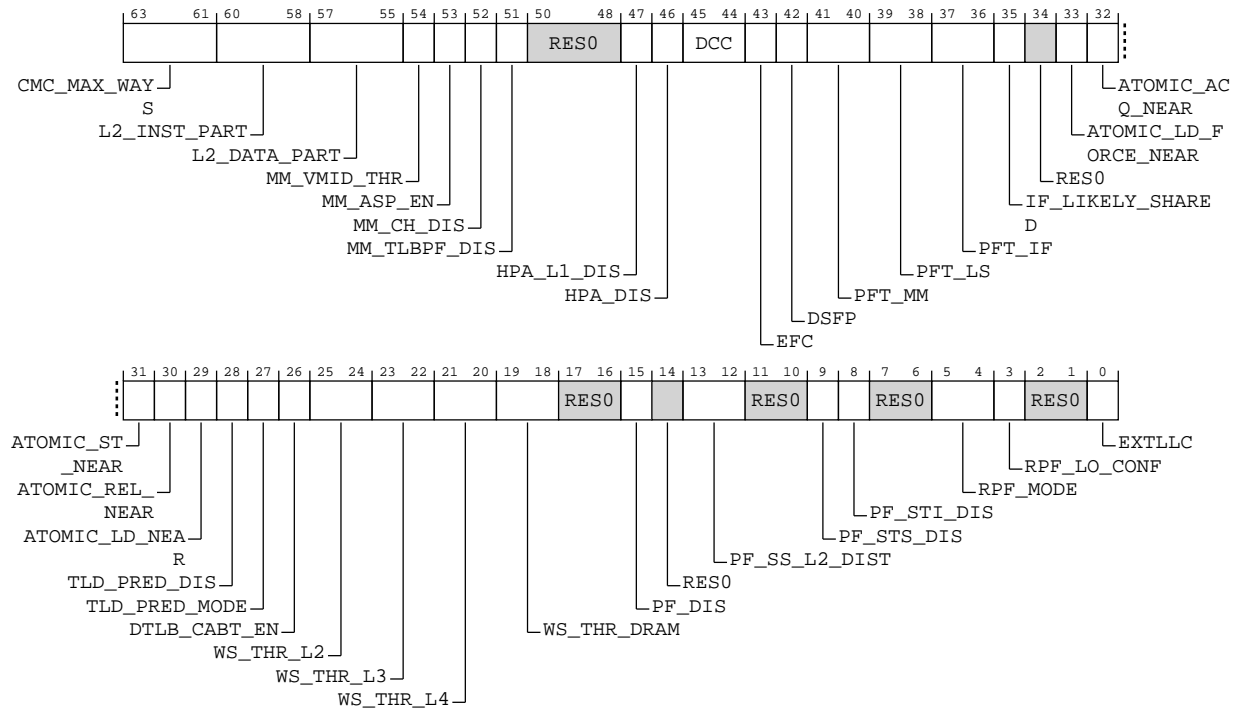 63 61 60 58 57 55 54 53 52 51 50 48 47 46 45 44 43 42 41 40 39 38 37 36 35 34 33 32
RES0 DCC
CMC_MAX_WAY
S
L2_INST_PART
L2_DATA_PART
MM_VMID_THR
MM_ASP_EN
MM_CH_DIS
MM_TLBPF_DIS
HPA_L1_DIS
HPA_DIS
ATOMIC_AC
Q_NEAR
ATOMIC_LD_F
ORCE_NEAR
RES0
IF_LIKELY_SHARE
D
PFT_IF
PFT_LS
PFT_MM
DSFP
EFC
31 30 29 28 27 26 25 24 23 22 21 20 19 18 17 16 15 14 13 12 11 10 9 8 7 6 5 4 3 2 1 0
RES0 RES0 RES0 RES0
ATOMIC_ST
_NEAR
ATOMIC_REL_
NEAR
ATOMIC_LD_NEA
R
TLD_PRED_DIS
TLD_PRED_MODE
DTLB_CABT_EN
WS_THR_L2
WS_THR_L3
WS_THR_L4
EXTLLC
RPF_LO_CONF
RPF_MODE
PF_STI_DIS
PF_STS_DIS
PF_SS_L2_DIST
RES0
PF_DIS
WS_THR_DRAM